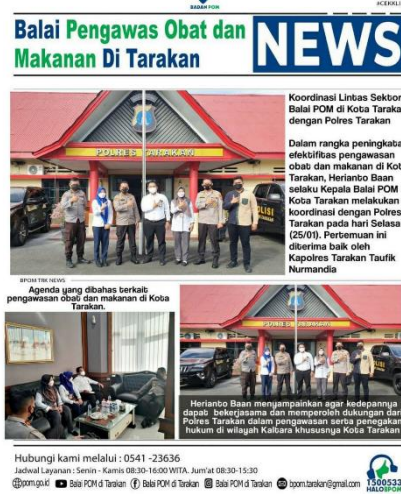 BADAN POM
#CEKKLI
Balai Pengawas Obat dan
Makanan Di Tarakan
NEWS
Koordinasi Lintas Sektor
Balai POM di Kota Taraka
dengan Polres Tarakan
Dalam rangka peningkata
efektifitas pengawasan
obat dan makanan di Kot
Tarakan, Herianto Baan
selaku Kepala Balai POM
Kota Tarakan melakukan
koordinasi dengan Polres
Tarakan pada hari Selasa
(25/01). Pertemuan ini
diterima baik oleh
Kapolres Tarakan Taufik
Nurmandia
POLRES TARAKAN
POLISI
BPOM TRK NEWS
Agenda yang dibahas terkait
pengawasan obat dan makanan di Kota
Tarakan.
POLRES TARAKAN
Herianto Baan menyampainkan agar kedepannya
dapat bekerjasama dan memperoleh dukungan dari
Polres Tarakan dalam pengawasan serta penegakan
hukum di wilayah Kaltara khususnya Kota Tarakan
Hubungi kami melalui : 0541 -23636
Jadwal Layanan : Senin - Kamis 08:30-16:00 WITA. Jum'at 08:30-15:30
pom.go.id Balai POM di Tarakan Balai POM di Tarakan Balai POM di Tarakan bpom.tarakan@gmail.com
1500533
HALOBPOM